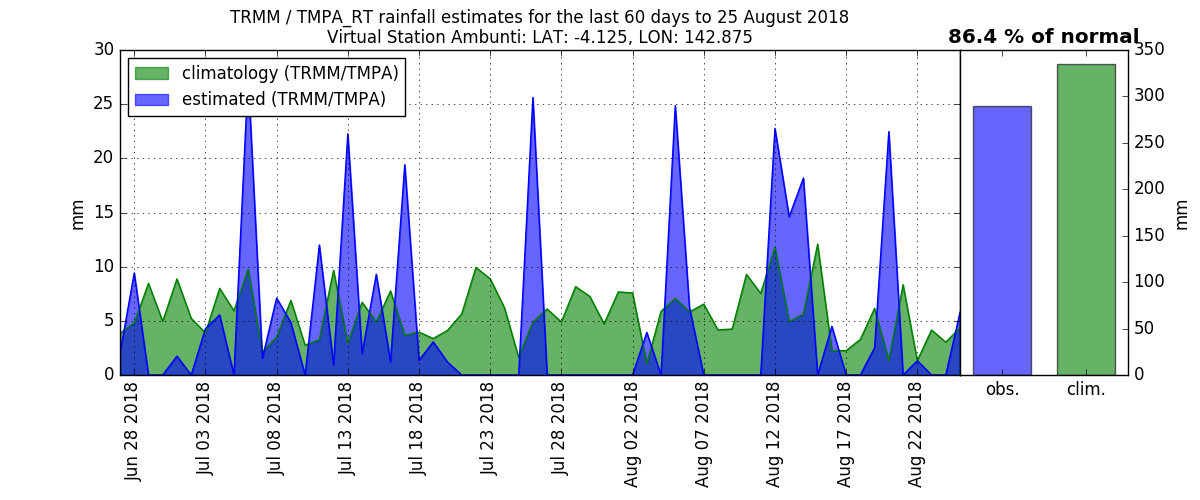 TRMM / TMPA_RT rainfall estimates for the last 60 days to 25 August 2018
Virtual Station Ambunti: LAT: -4.125, LON: 142.875
86.4 % of normal
climatology (TRMM/TMPA)
estimated (TRMM/TMPA)
mm
30
25
20
15
10
5
0
Jun 28 2018
Jul 03 2018
Jul 08 2018
Jul 13 2018
Jul 18 2018
Jul 23 2018
Jul 28 2018
Aug 02 2018
Aug 07 2018
Aug 12 2018
Aug 17 2018
Aug 22 2018
obs.
clim.
350
300
250
200
150
100
50
0
mm